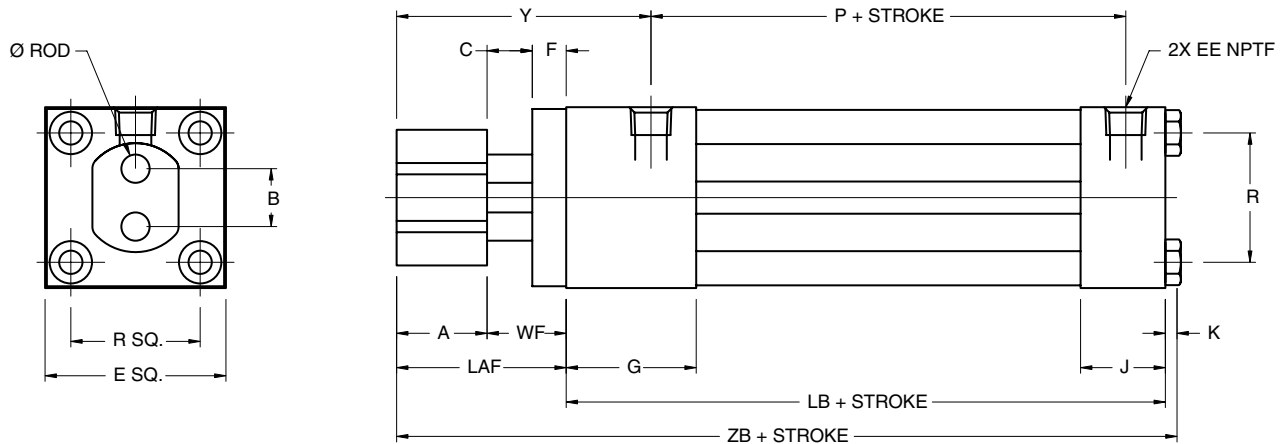 Y
P + STROKE
C
F
Ø ROD
2X EE NPTF
B
R
R SQ.
E SQ.
A
WF
K
LAF
G
J
LB + STROKE
ZB + STROKE